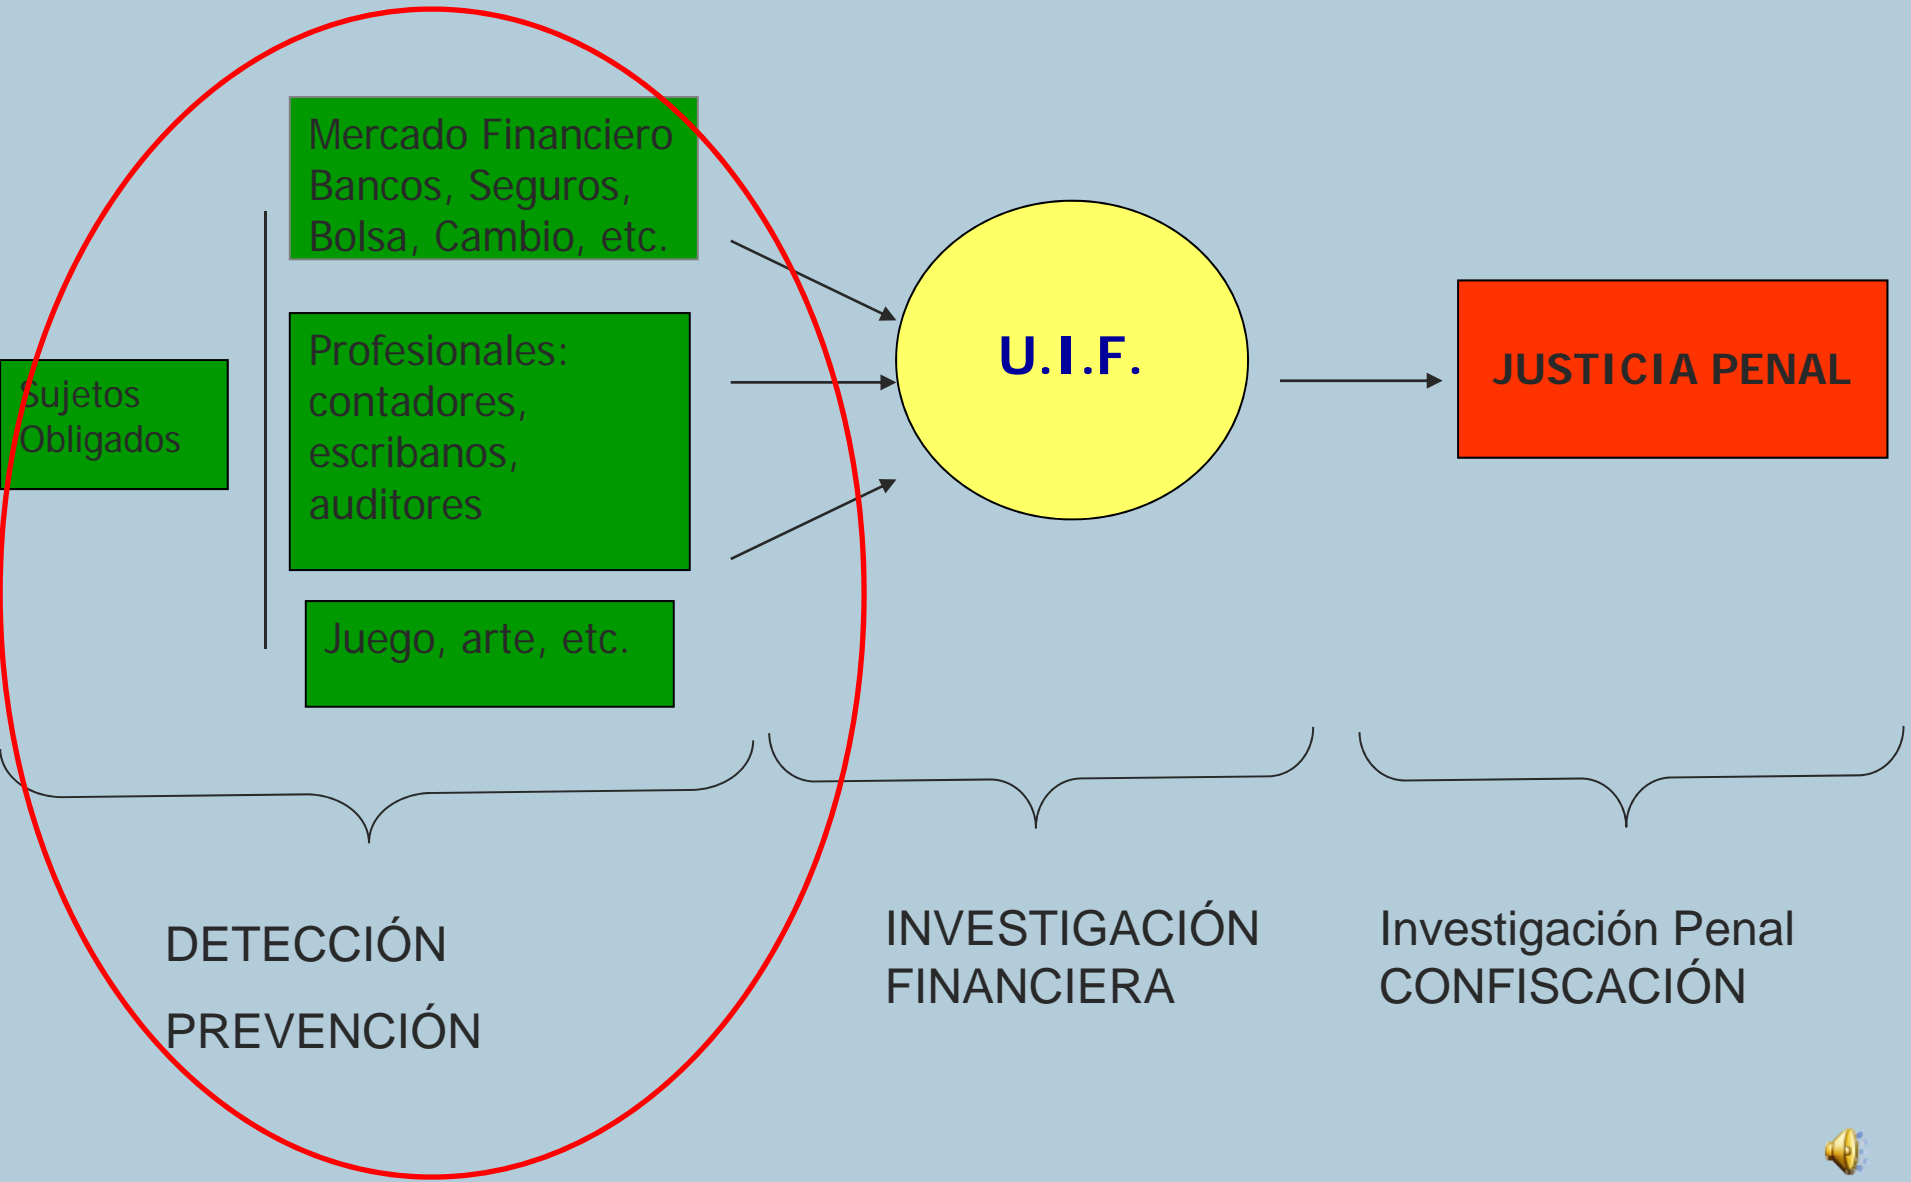 Mercado Financiero
Bancos, Seguros,
Bolsa, Cambio, etc.
Sujetos
Obligados
Profesionales:
contadores,
escribanos,
auditores
Juego, arte, etc.
U.I.F.
JUSTICIA PENAL
DETECCIÓN
PREVENCIÓN
INVESTIGACIÓN
FINANCIERA
Investigación Penal
CONFISCACIÓN